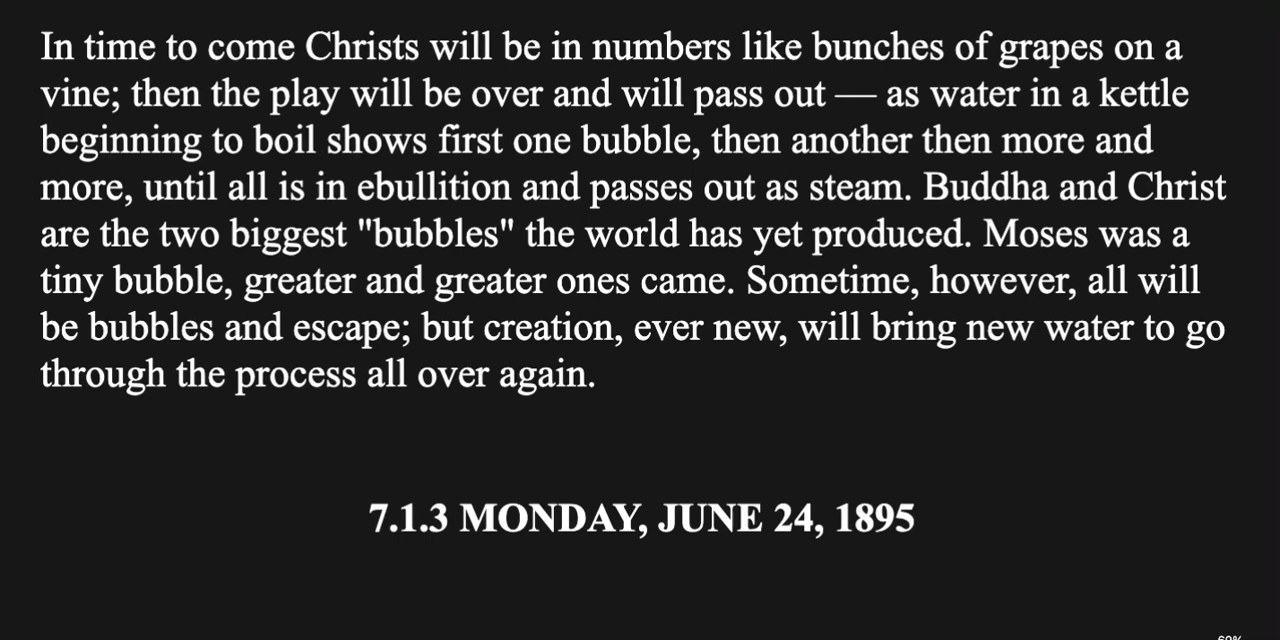 In time to come Christs will be in numbers like bunches of grapes on a
vine; then the play will be over and will pass out — as water in a kettle
beginning to boil shows first one bubble, then another then more and
more, until all is in ebullition and passes out as steam. Buddha and Christ
are the two biggest "bubbles" the world has yet produced. Moses was a
tiny bubble, greater and greater ones came. Sometime, however, all will
be bubbles and escape; but creation, ever new, will bring new water to go
through the process all over again.
7.1.3 MONDAY, JUNE 24, 1895